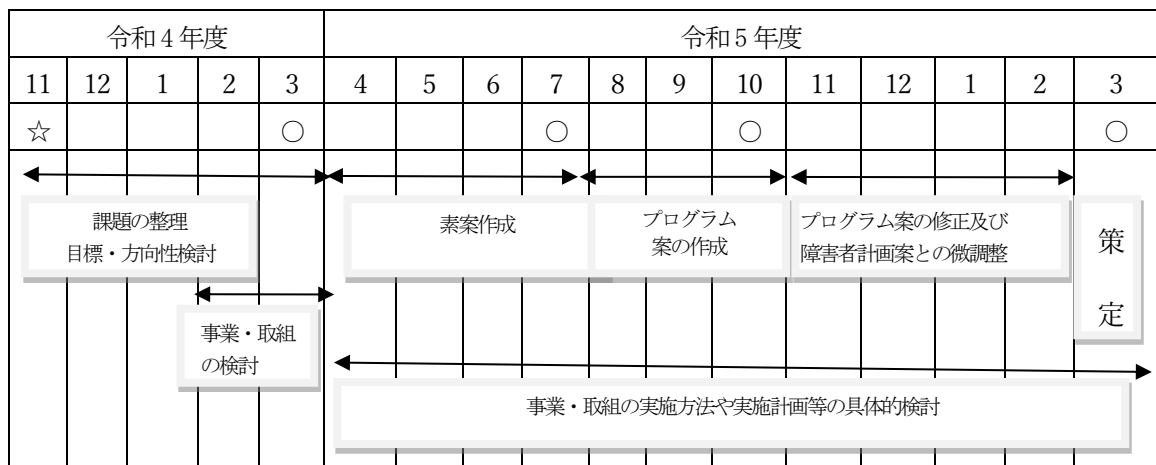 令和４年度 令和５年度
11 12 1 2 3 4 5 6 7 8 9 10 11 12 1 2 3
☆ ○ ○ ○ ○
課題の整理
目標・方向性検討
素案作成
プログラム
案の作成
プログラム案の修正及び
障害者計画案との微調整
策
定
事業・取組
の検討
事業・取組の実施方法や実施計画等の具体的検討